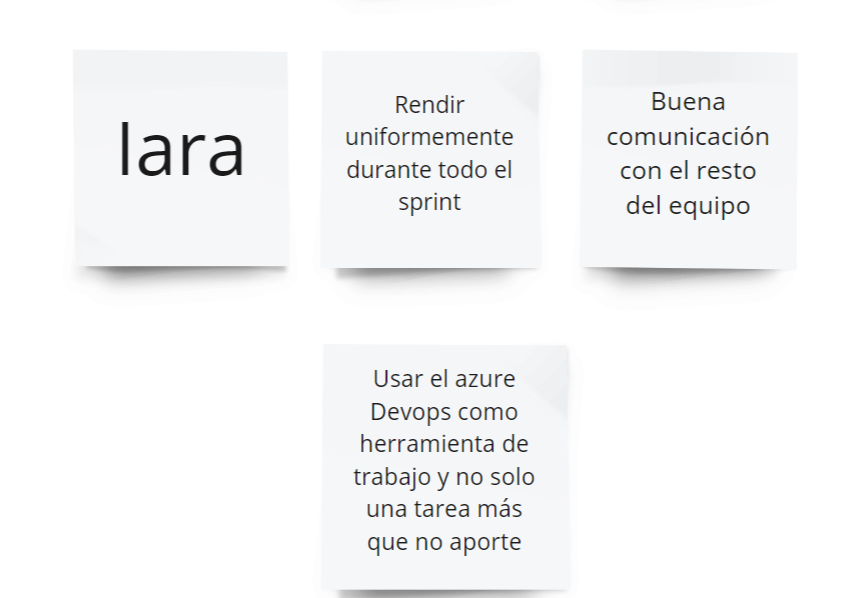 lara
Rendir
uniformemente
durante todo el
sprint
Buena
comunicación
con el resto
del equipo
Usar el azure
Devops como
herramienta de
trabajo y no solo
una tarea más
que no aporte